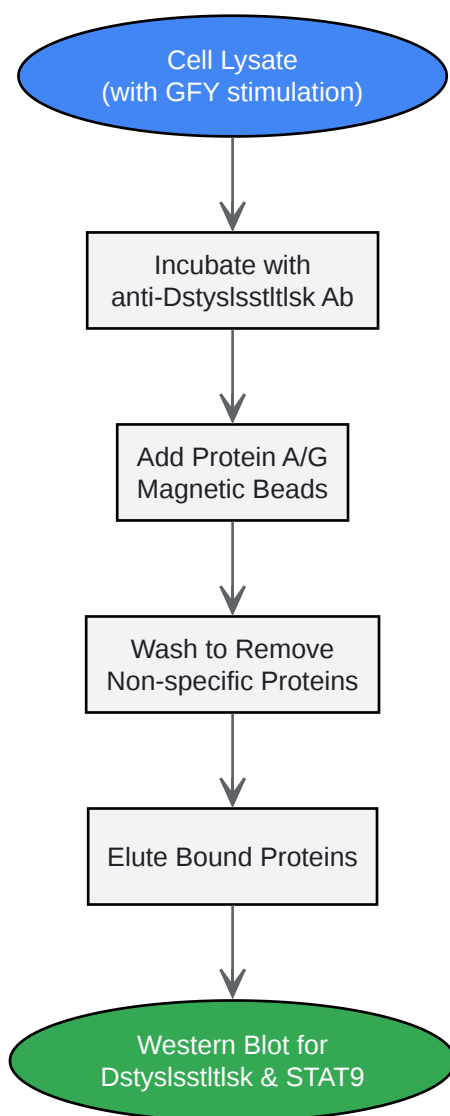 Cell Lysate
(with GFY stimulation)
Incubate with
anti-Dstyslsstltlsk Ab
Add Protein A/G
Magnetic Beads
Wash to Remove
Non-specific Proteins
Elute Bound Proteins
Western Blot for
Dstyslsstltlsk & STAT9